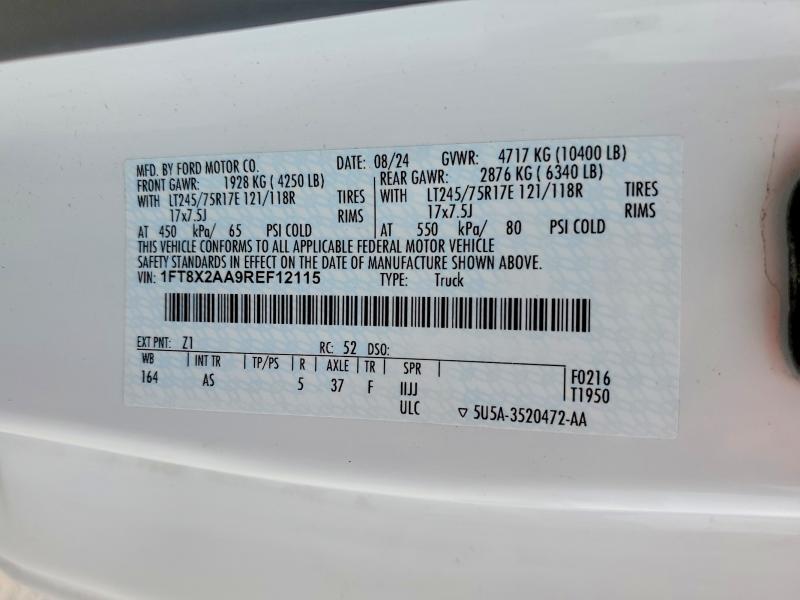 MFD. BY FORD MOTOR CO. DATE: 08/24 GVWR: 4717 KG (10400 LB)
FRONT GAWR: 1928 KG ( 4250 LB) REAR GAWR: 2876 KG ( 6340 LB)
WITH LT245/75R17E 121/118R TIRES WITH LT245/75R17E 121/118R TIRES
17x7.5J RIMS 17x7.5J RIMS
AT 450 kPa/ 65 PSI COLD AT 550 kPa/ 80 PSI COLD
THIS VEHICLE CONFORMS TO ALL APPLICABLE FEDERAL MOTOR VEHICLE
SAFETY STANDARDS IN EFFECT ON THE DATE OF MANUFACTURE SHOWN ABOVE.
VIN: 1FT8X2AA9REF12115 TYPE: Truck
EXT PNT: Z1 RC: 52 DSO:
WB INT TR TP/PS R AXLE TR SPR F0216
164 AS 5 37 F IIJJ T1950
ULC ▽ 5U5A-3520472-AA